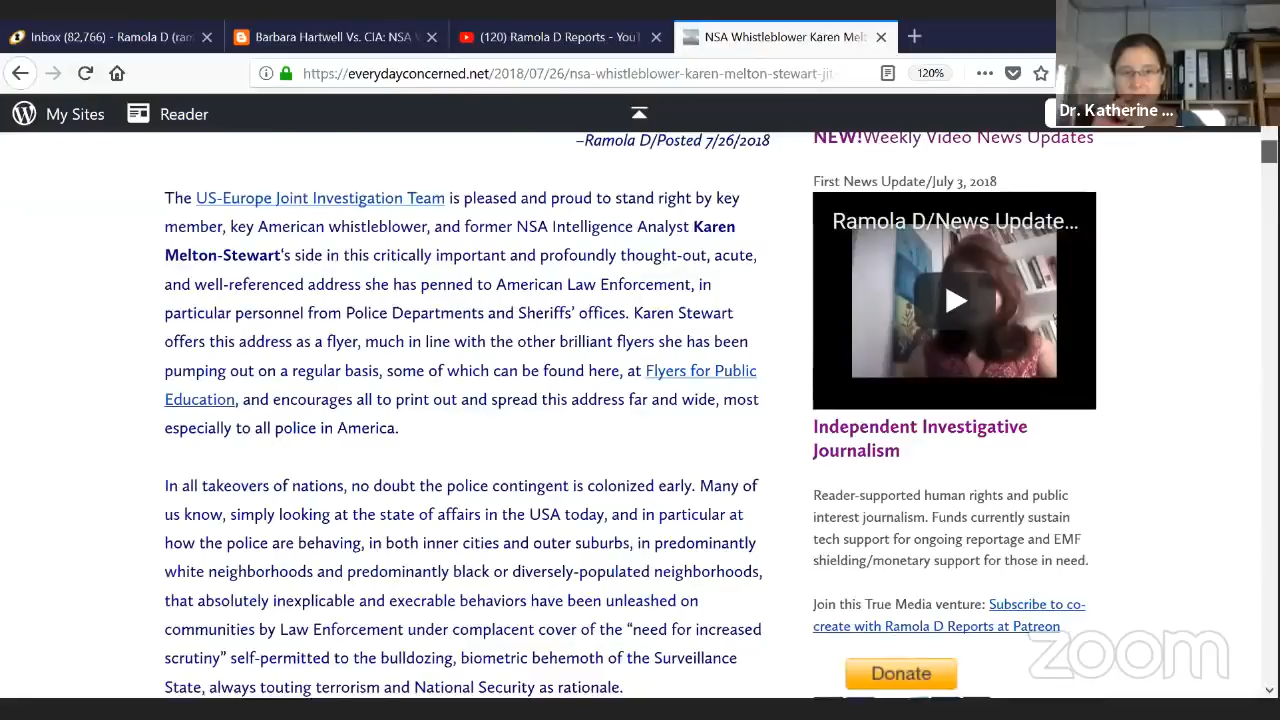 Inbox (82,766) - Ramola D (ram
Barbara Hartwell Vs. CIA: NSA W
(120) Ramola D Reports - YouT
NSA Whistleblower Karen Melt
https://everydayconcerned.net/2018/07/26/nsa-whistleblower-karen-melton-stewart-jit-
120%
Dr. Katherine ...
My Sites
Reader
–Ramola D/Posted 7/26/2018
The US-Europe Joint Investigation Team is pleased and proud to stand right by key
member, key American whistleblower, and former NSA Intelligence Analyst Karen
Melton-Stewart's side in this critically important and profoundly thought-out, acute,
and well-referenced address she has penned to American Law Enforcement, in
particular personnel from Police Departments and Sheriffs' offices. Karen Stewart
offers this address as a flyer, much in line with the other brilliant flyers she has been
pumping out on a regular basis, some of which can be found here, at Flyers for Public
Education, and encourages all to print out and spread this address far and wide, most
especially to all police in America.
In all takeovers of nations, no doubt the police contingent is colonized early. Many of
us know, simply looking at the state of affairs in the USA today, and in particular at
how the police are behaving, in both inner cities and outer suburbs, in predominantly
white neighborhoods and predominantly black or diversely-populated neighborhoods,
that absolutely inexplicable and execrable behaviors have been unleashed on
communities by Law Enforcement under complacent cover of the “need for increased
scrutiny” self-permitted to the bulldozing, biometric behemoth of the Surveillance
State, always touting terrorism and National Security as rationale.
NEW!Weekly Video News Updates
First News Update/July 3, 2018
Ramola D/News Update...
Independent Investigative
Journalism
Reader-supported human rights and public
interest journalism. Funds currently sustain
tech support for ongoing reportage and EMF
shielding/monetary support for those in need.
Join this True Media venture: Subscribe to co-
create with Ramola D Reports at Patreon
Donate
zoom